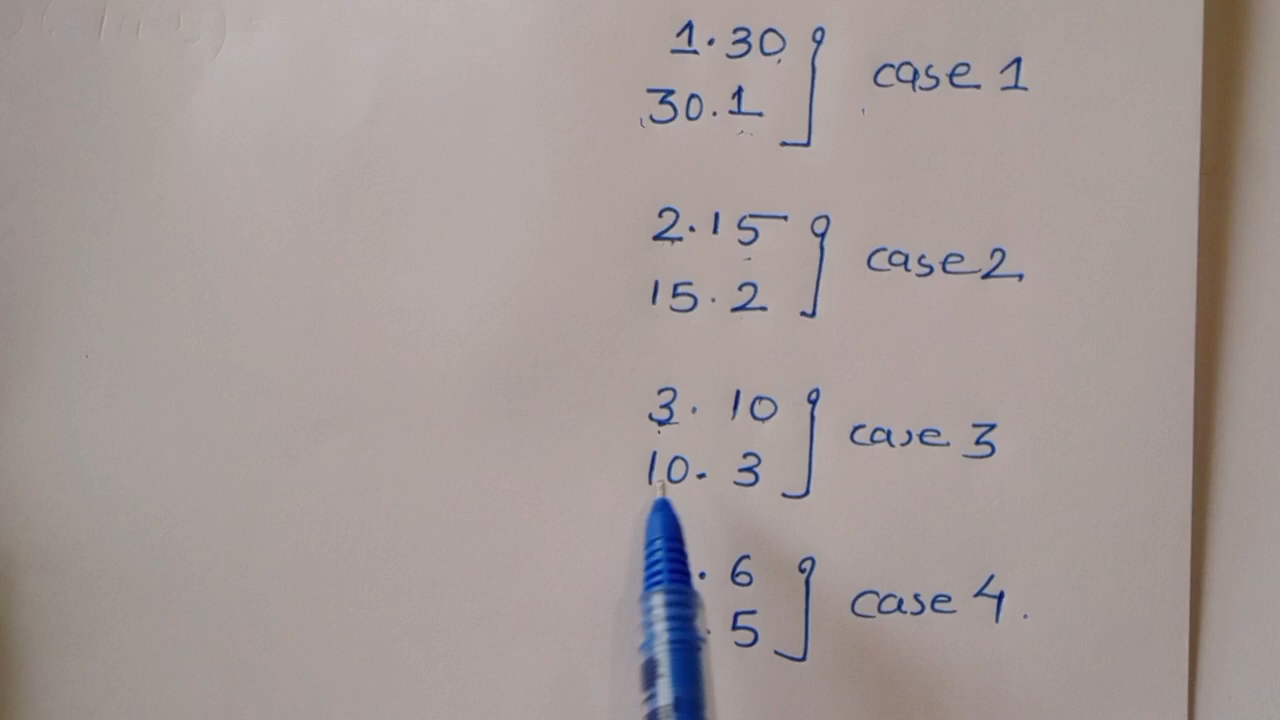 1.30
30.1
case 1
2.15
15.2
case 2
3. 10
10. 3
case 3
. 6
. 5
case 4.